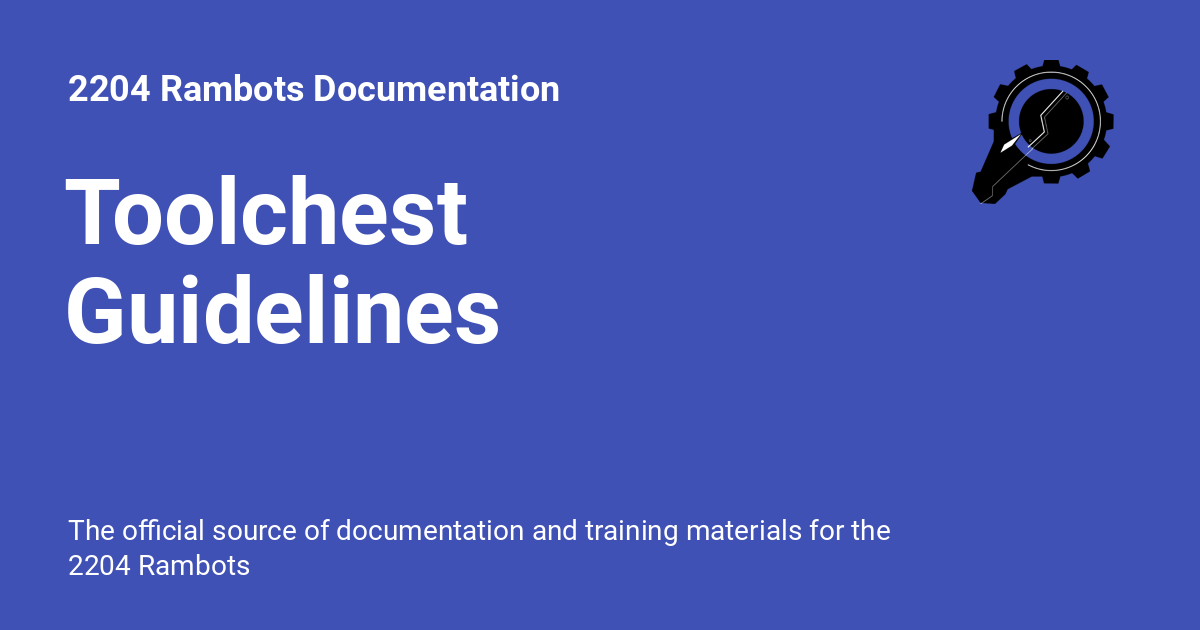 2204 Rambots Documentation
Toolchest
Guidelines
The official source of documentation and training materials for the
2204 Rambots